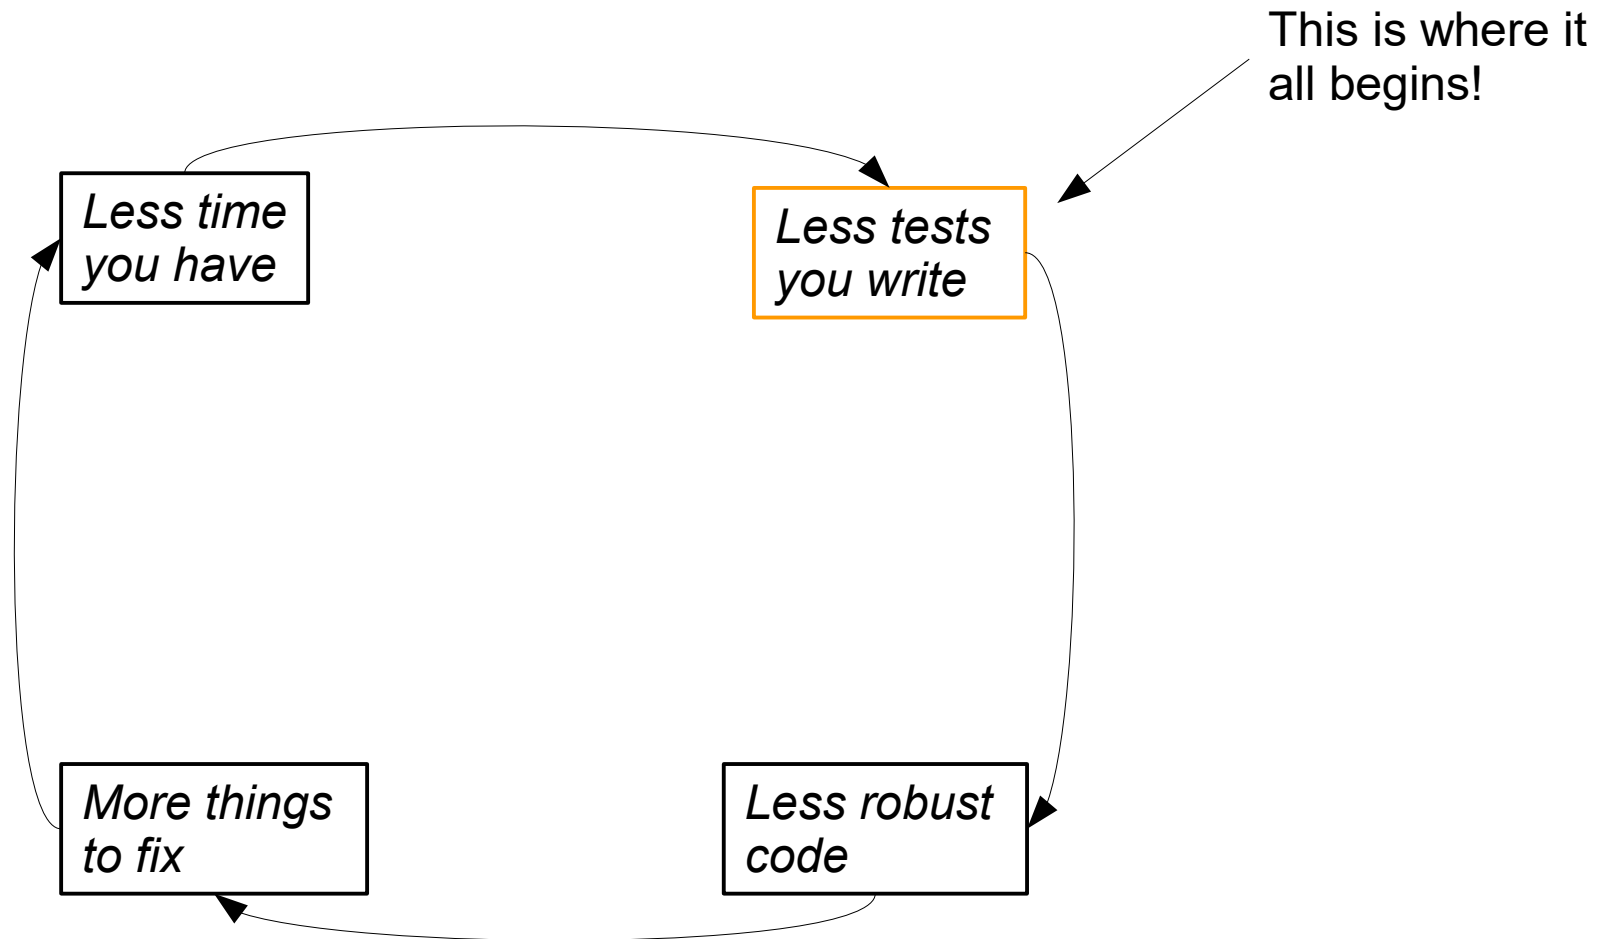 This is where it
all begins!
Less time
you have
Less tests
you write
More things
to fix
Less robust
code